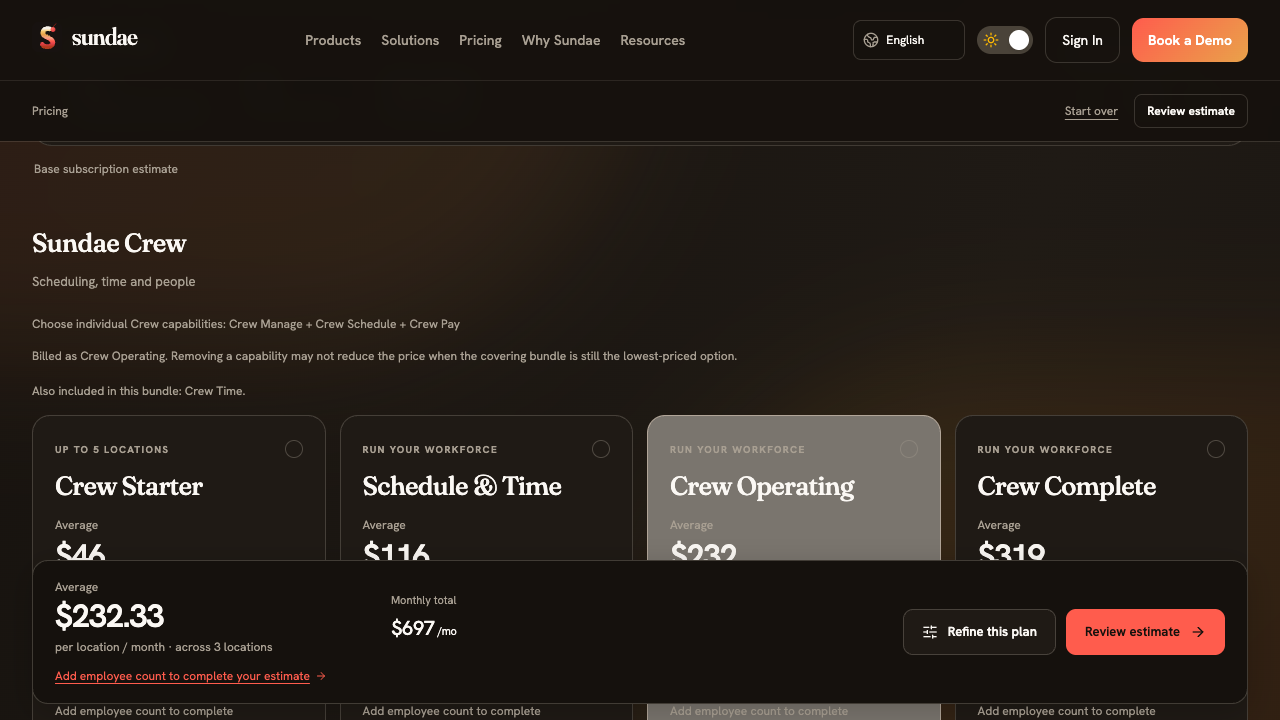 sundae
Products
Solutions
Pricing
Why Sundae
Resources
English
Sign In
Book a Demo
Pricing
Start over
Review estimate
Base subscription estimate
Sundae Crew
Scheduling, time and people
Choose individual Crew capabilities: Crew Manage + Crew Schedule + Crew Pay
Billed as Crew Operating. Removing a capability may not reduce the price when the covering bundle is still the lowest-priced option.
Also included in this bundle: Crew Time.
UP TO 5 LOCATIONS
Crew Starter
Average
$46
RUN YOUR WORKFORCE
Schedule & Time
Average
$116
RUN YOUR WORKFORCE
Crew Operating
Average
$232
RUN YOUR WORKFORCE
Crew Complete
Average
$319
Average
$232.33
per location / month · across 3 locations
Add employee count to complete your estimate →
Monthly total
$697 /mo
Refine this plan
Review estimate →
Add employee count to complete
Add employee count to complete
Add employee count to complete
Add employee count to complete